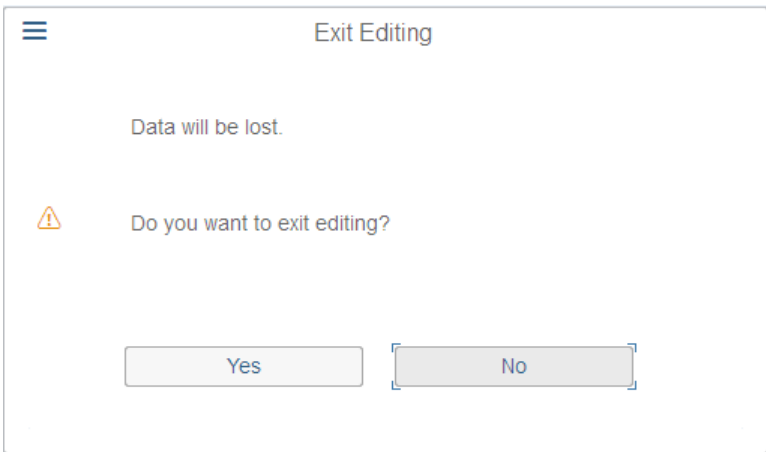 Exit Editing
Data will be lost.
Do you want to exit editing?
Yes
No